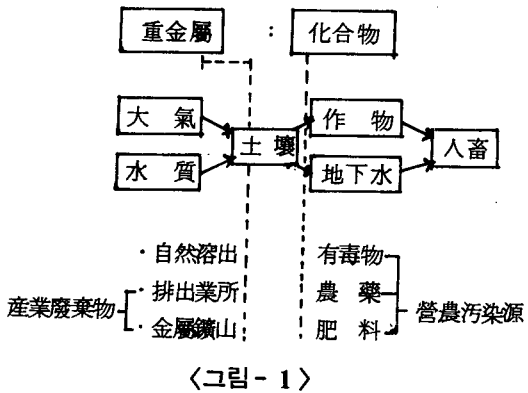 重金屬 : 化合物
大氣 作物
土壤 人畜
水質 地下水
·自然溶出 有毒物
·排出業所 農藥
産業廢棄物 營農汚染源
·金屬鑛山 肥料
〈그림-1〉